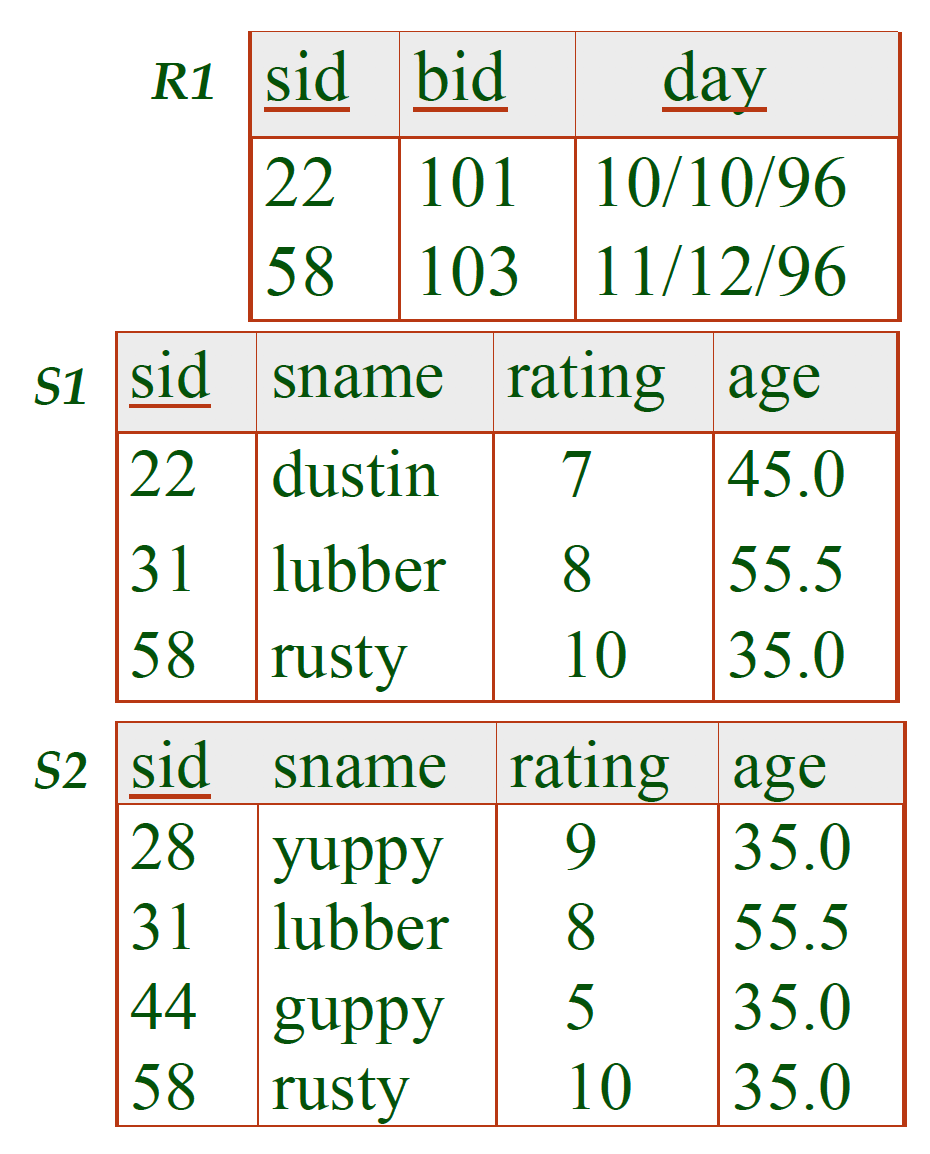 R1 sid bid day
22 101 10/10/96
58 103 11/12/96
S1 sid sname rating age
22 dustin 7 45.0
31 lubber 8 55.5
58 rusty 10 35.0
S2 sid sname rating age
28 yuppy 9 35.0
31 lubber 8 55.5
44 guppy 5 35.0
58 rusty 10 35.0